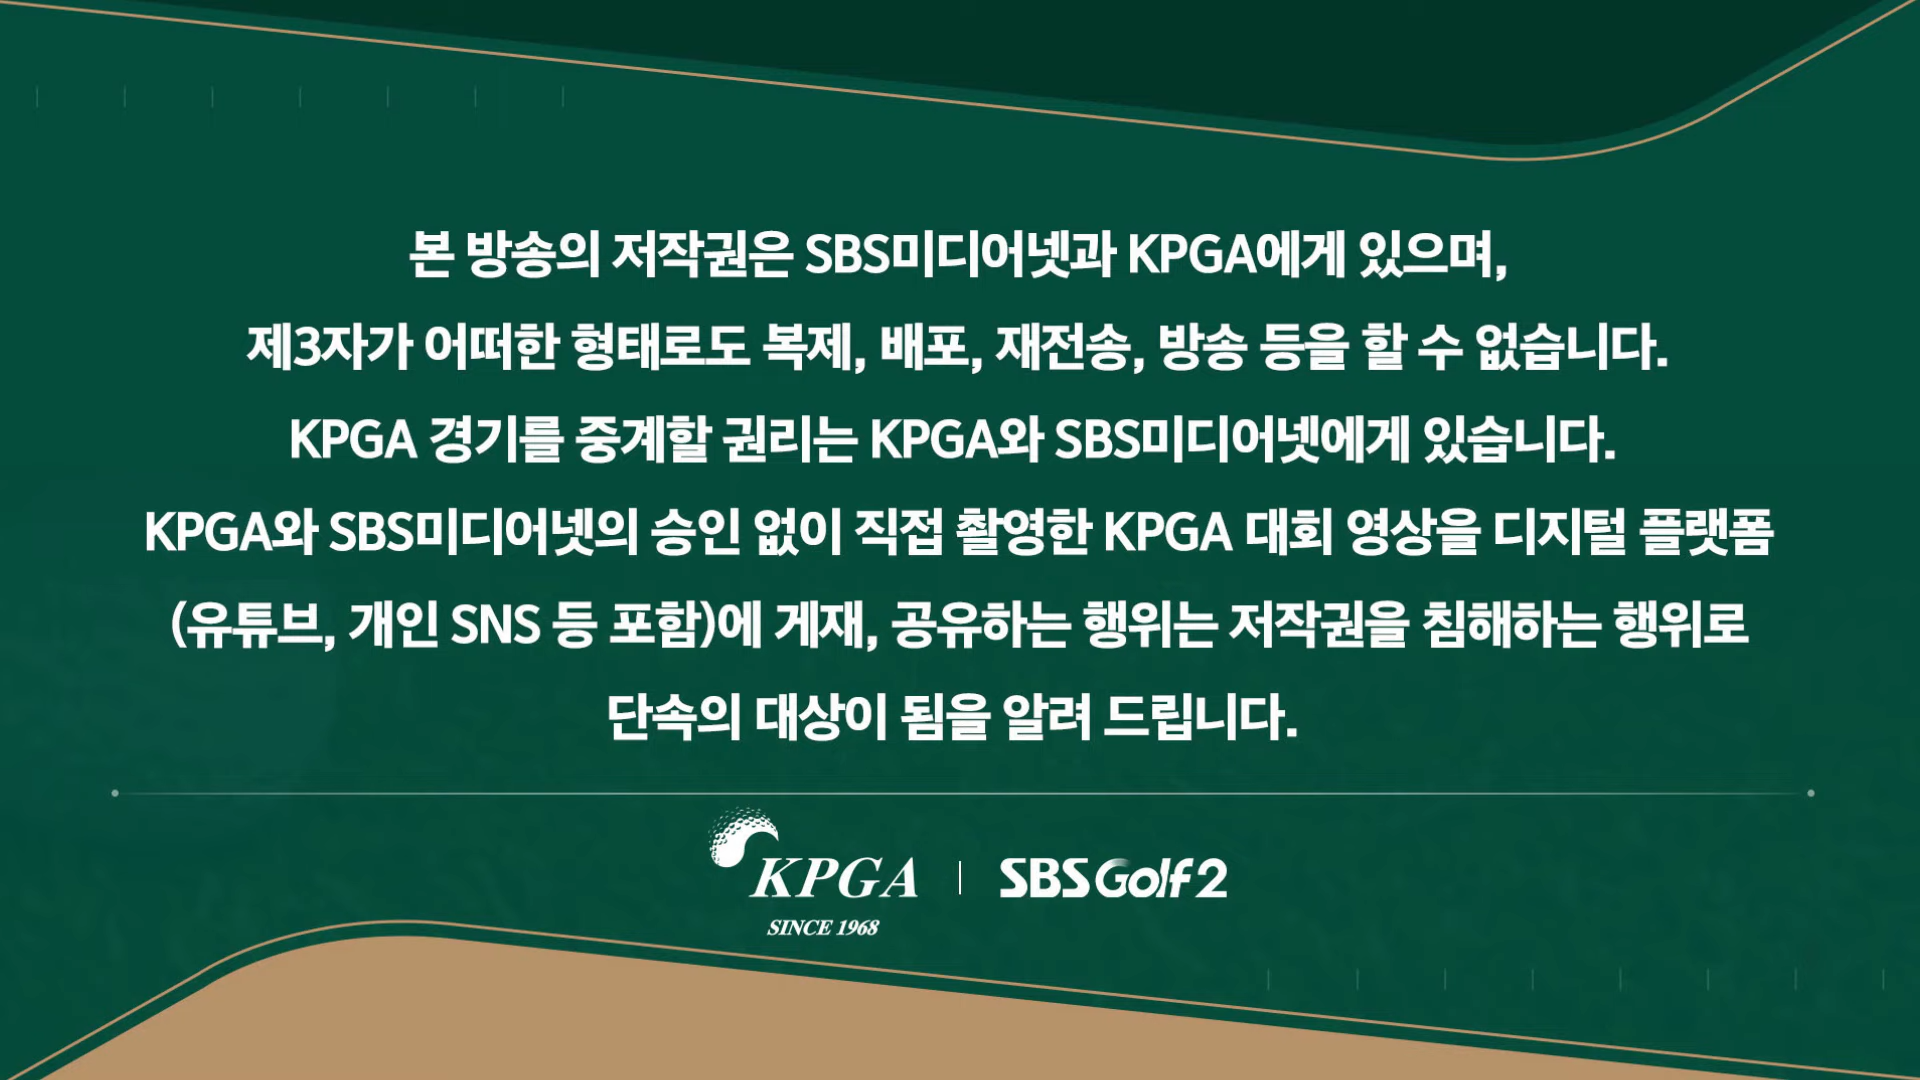 본 방송의 저작권은 SBS미디어넷과 KPGA에게 있으며,
제3자가 어떠한 형태로도 복제, 배포, 재전송, 방송 등을 할 수 없습니다.
KPGA 경기를 중계할 권리는 KPGA와 SBS미디어넷에게 있습니다.
KPGA와 SBS미디어넷의 승인 없이 직접 촬영한 KPGA 대회 영상을 디지털 플랫폼
(유튜브, 개인 SNS 등 포함)에 게재, 공유하는 행위는 저작권을 침해하는 행위로
단속의 대상이 됨을 알려 드립니다.
KPGA | SBS Golf 2
SINCE 1968